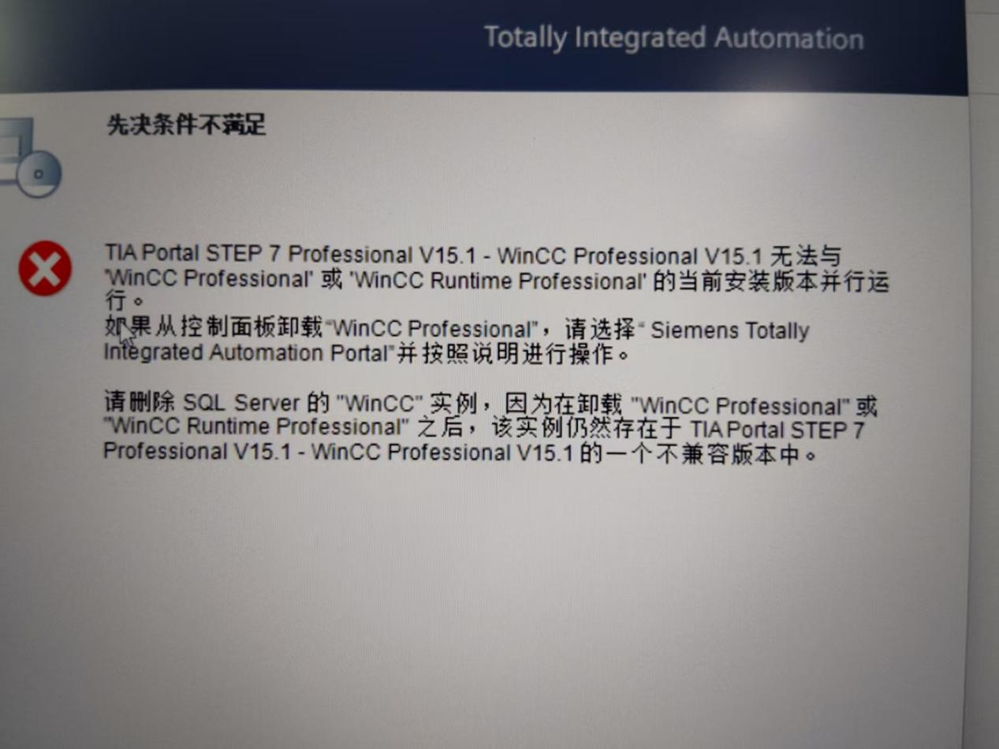 Totally Integrated Automation
先决条件不满足
TIA Portal STEP 7 Professional V15.1 - WinCC Professional V15.1 无法与
'WinCC Professional' 或 'WinCC Runtime Professional' 的当前安装版本并行运
行。
如果从控制面板卸载“WinCC Professional”，请选择“ Siemens Totally
Integrated Automation Portal”并按照说明进行操作。
请删除 SQL Server 的 "WinCC" 实例，因为在卸载 "WinCC Professional" 或
"WinCC Runtime Professional" 之后，该实例仍然存在于 TIA Portal STEP 7
Professional V15.1 - WinCC Professional V15.1 的一个不兼容版本中。